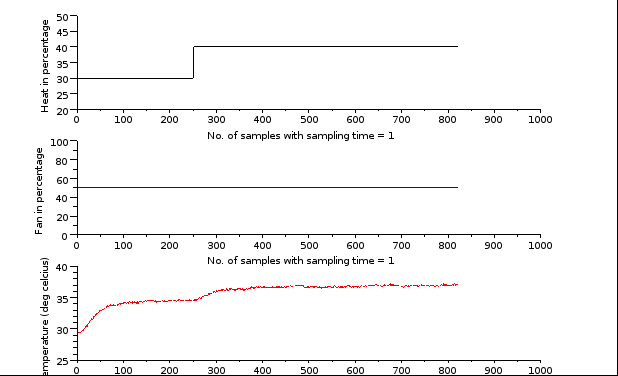 50
45
40
35
30
25
20
Heat in percentage
0 100 200 300 400 500 600 700 800 900 1000
No. of samples with sampling time = 1
100
80
60
40
20
0
Fan in percentage
0 100 200 300 400 500 600 700 800 900 1000
No. of samples with sampling time = 1
40
35
30
25
emperature (deg celcius)
0 100 200 300 400 500 600 700 800 900 1000